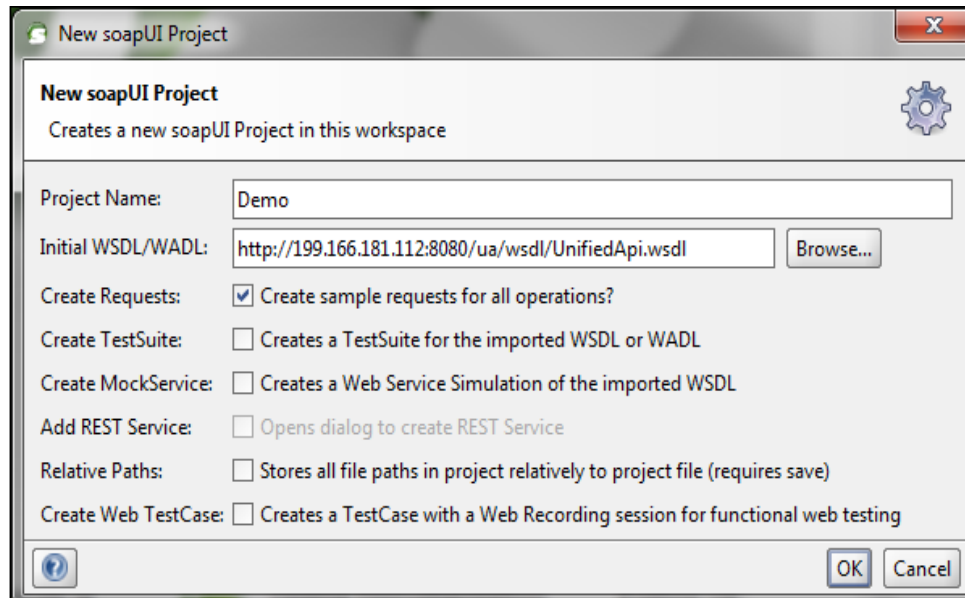 New soapUI Project
New soapUI Project
Creates a new soapUI Project in this workspace
Project Name: Demo
Initial WSDL/WADL: http://199.166.181.112:8080/ua/wsdl/UnifiedApi.wsdl Browse...
Create Requests: Create sample requests for all operations?
Create TestSuite: Creates a TestSuite for the imported WSDL or WADL
Create MockService: Creates a Web Service Simulation of the imported WSDL
Add REST Service: Opens dialog to create REST Service
Relative Paths: Stores all file paths in project relatively to project file (requires save)
Create Web TestCase: Creates a TestCase with a Web Recording session for functional web testing
? OK Cancel